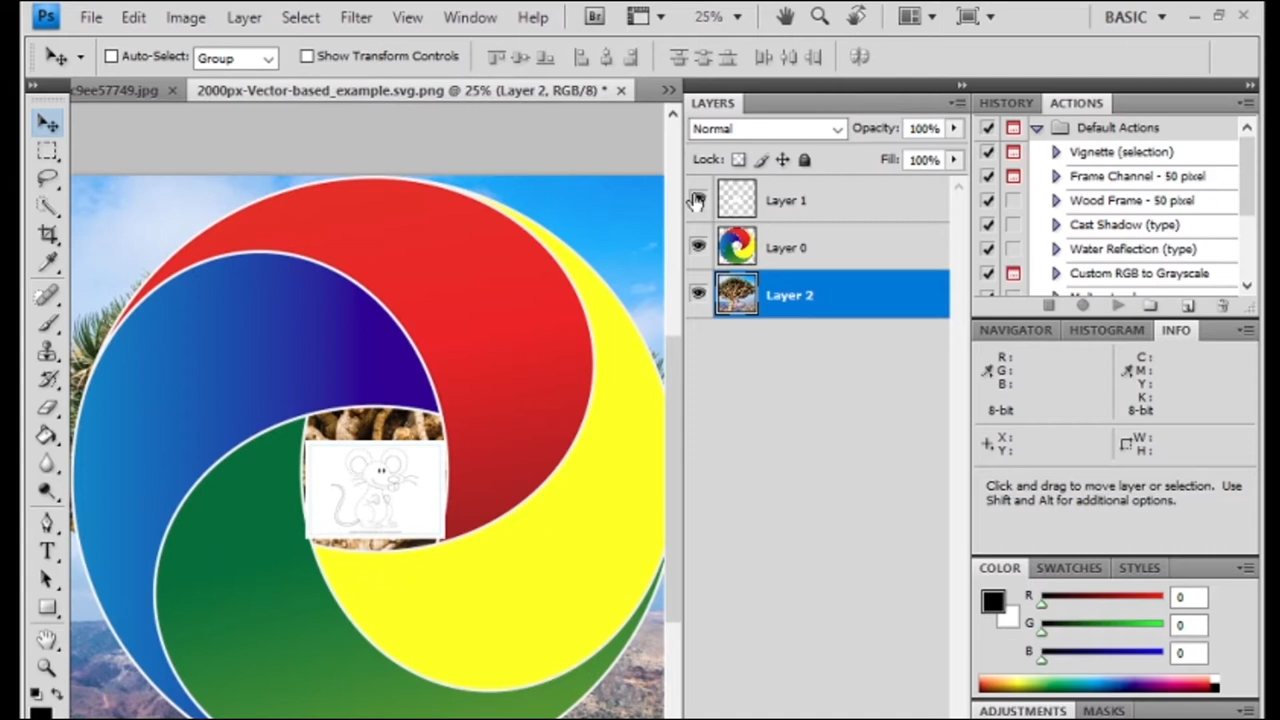 Ps File Edit Image Layer Select Filter View Window Help Br 25% BASIC
Auto-Select: Group Show Transform Controls
c9ee57749.jpg 2000px-Vector-based_example.svg.png @ 25% (Layer 2, RGB/8) *
LAYERS
Normal Opacity: 100%
Lock: Fill: 100%
Layer 1
Layer 0
Layer 2
HISTORY ACTIONS
Default Actions
Vignette (selection)
Frame Channel - 50 pixel
Wood Frame - 50 pixel
Cast Shadow (type)
Water Reflection (type)
Custom RGB to Grayscale
NAVIGATOR HISTOGRAM INFO
R: C:
G: M:
B: Y:
K:
8-bit 8-bit
X: W:
Y: H:
Click and drag to move layer or selection. Use
Shift and Alt for additional options.
COLOR SWATCHES STYLES
R 0
G 0
B 0
ADJUSTMENTS MASKS